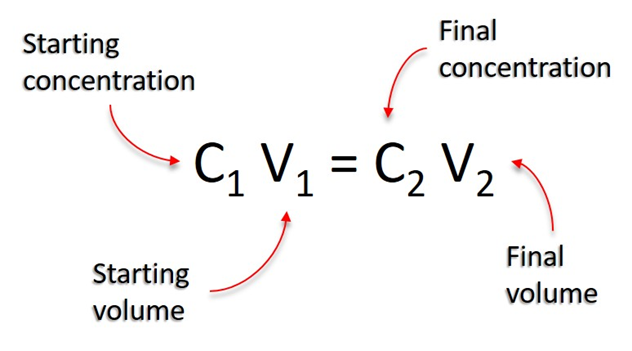 Starting
concentration
Final
concentration
C₁ V₁ = C₂ V₂
Starting
volume
Final
volume